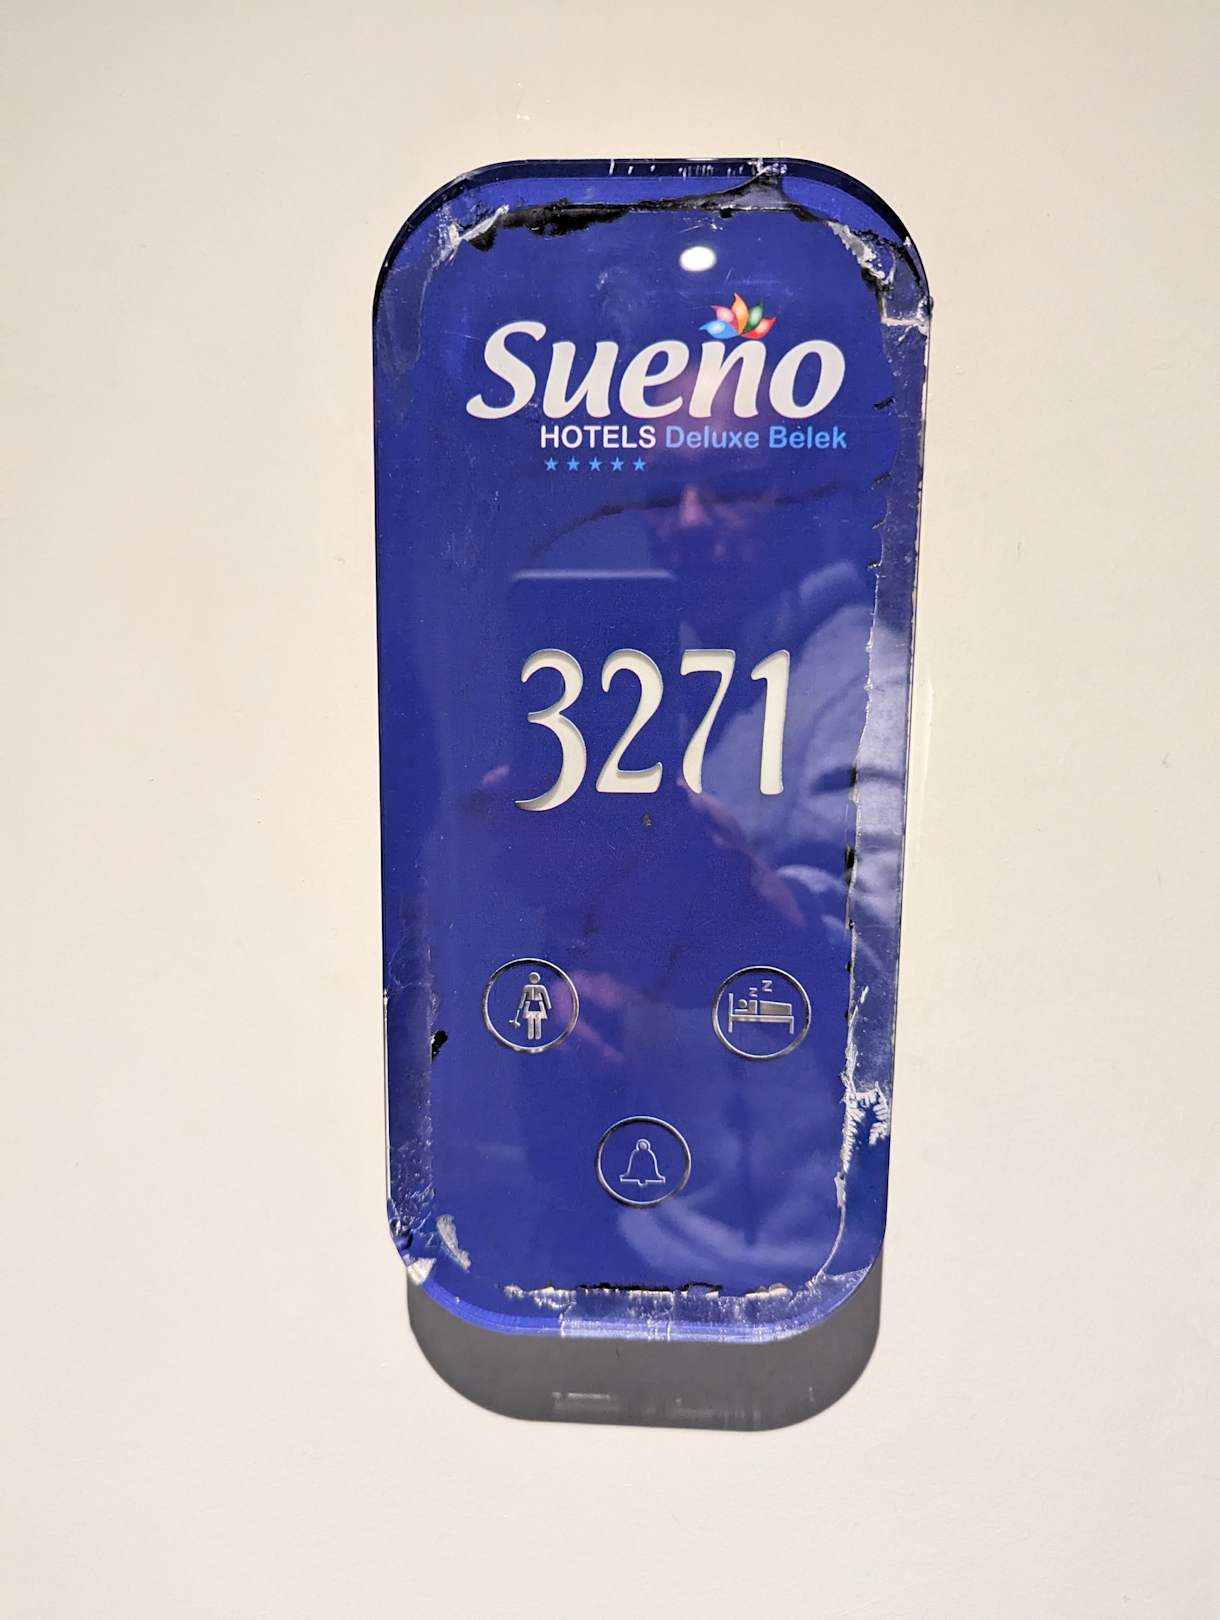 Sueno
HOTELS Deluxe Belek
3271
z z